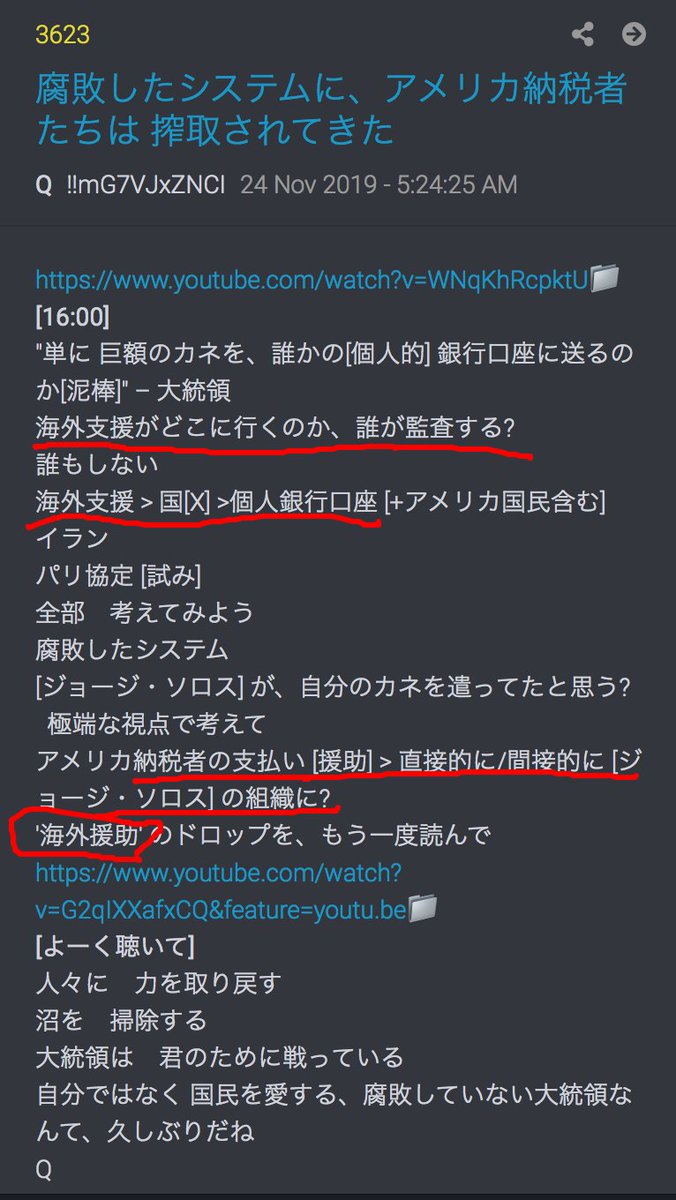 3623
腐敗したシステムに、アメリカ納税者
たちは 搾取されてきた
Q !!mG7VJxZNCI 24 Nov 2019 - 5:24:25 AM
https://www.youtube.com/watch?v=WNqKhRcpktU
[16:00]
"単に 巨額のカネを、誰かの[個人的] 銀行口座に送るの
か[泥棒]" – 大統領
海外支援がどこに行くのか、誰が監査する?
誰もしない
海外支援 > 国[X] >個人銀行口座 [+アメリカ国民含む]
イラン
パリ協定 [試み]
全部　考えてみよう
腐敗したシステム
[ジョージ・ソロス] が、自分のカネを遣ってたと思う?
極端な視点で考えて
アメリカ納税者の支払い [援助] > 直接的に/間接的に [ジ
ョージ・ソロス] の組織に?
'海外援助' のドロップを、もう一度読んで
https://www.youtube.com/watch?
v=G2qIXXafxCQ&feature=youtu.be
[よーく聴いて]
人々に　力を取り戻す
沼を　掃除する
大統領は　君のために戦っている
自分ではなく 国民を愛する、腐敗していない大統領な
んて、久しぶりだね
Q